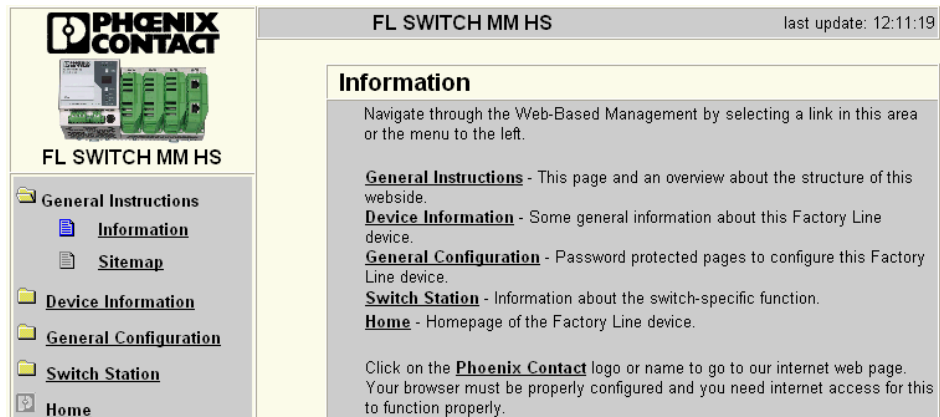 PHŒNIX
CONTACT
FL SWITCH MM HS
General Instructions
Information
Sitemap
Device Information
General Configuration
Switch Station
Home
FL SWITCH MM HS last update: 12:11:19
Information
Navigate through the Web-Based Management by selecting a link in this area
or the menu to the left.
General Instructions - This page and an overview about the structure of this
webside.
Device Information - Some general information about this Factory Line
device.
General Configuration - Password protected pages to configure this Factory
Line device.
Switch Station - Information about the switch-specific function.
Home - Homepage of the Factory Line device.
Click on the Phoenix Contact logo or name to go to our internet web page.
Your browser must be properly configured and you need internet access for this
to function properly.